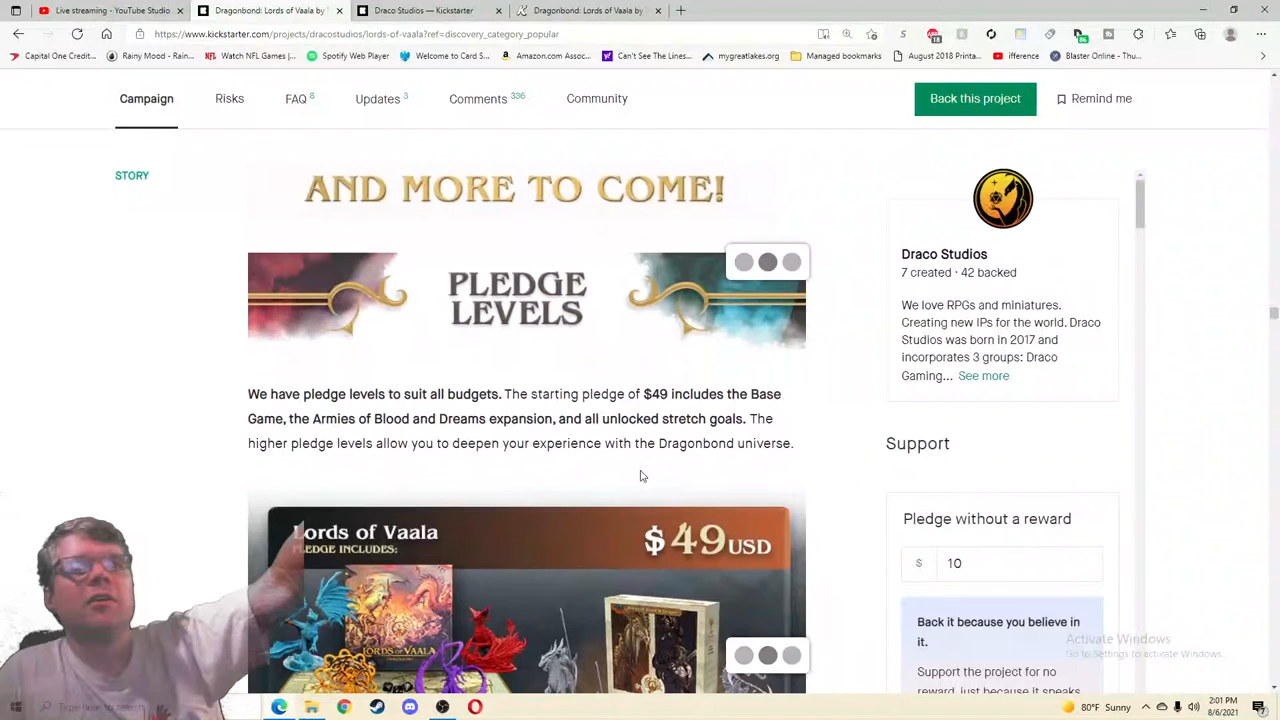 Live streaming - YouTube Studio
Dragonbond: Lords of Vaala by
Draco Studios — Kickstarter
Dragonbond: Lords of Vaala by
https://www.kickstarter.com/projects/dracostudios/lords-of-vaala?ref=discovery_category_popular
Capital One Credit...
Rainy Mood - Rain...
Watch NFL Games |...
Spotify Web Player
Welcome to Card S...
Amazon.com Assoc...
Can't See The Lines...
mygreatlakes.org
August 2018 Printa...
ifference
Managed bookmarks
Blaster Online - Thu...
Campaign
Risks
FAQ 8
Updates 3
Comments 336
Community
Back this project
Remind me
STORY
AND MORE TO COME!
PLEDGE
LEVELS
We have pledge levels to suit all budgets. The starting pledge of $49 includes the Base
Game, the Armies of Blood and Dreams expansion, and all unlocked stretch goals. The
higher pledge levels allow you to deepen your experience with the Dragonbond universe.
Lords of Vaala
PLEDGE INCLUDES:
$49USD
LORDS OF VAALA
Draco Studios
7 created · 42 backed
We love RPGs and miniatures.
Creating new IPs for the world. Draco
Studios was born in 2017 and
incorporates 3 groups: Draco
Gaming... See more
Support
Pledge without a reward
$ 10
Back it because you believe in
it.
Support the project for no
reward, just because it speaks
Activate Windows
Go to Settings to activate Windows.
Type here to search
80°F Sunny
2:01 PM
8/6/2021